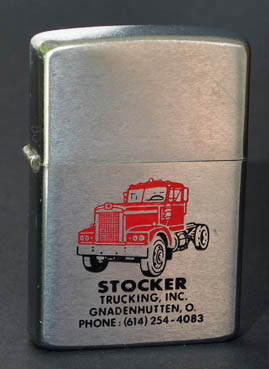 STOCKER
TRUCKING, INC.
GNADENHUTTEN, O.
PHONE: (614) 254-4083